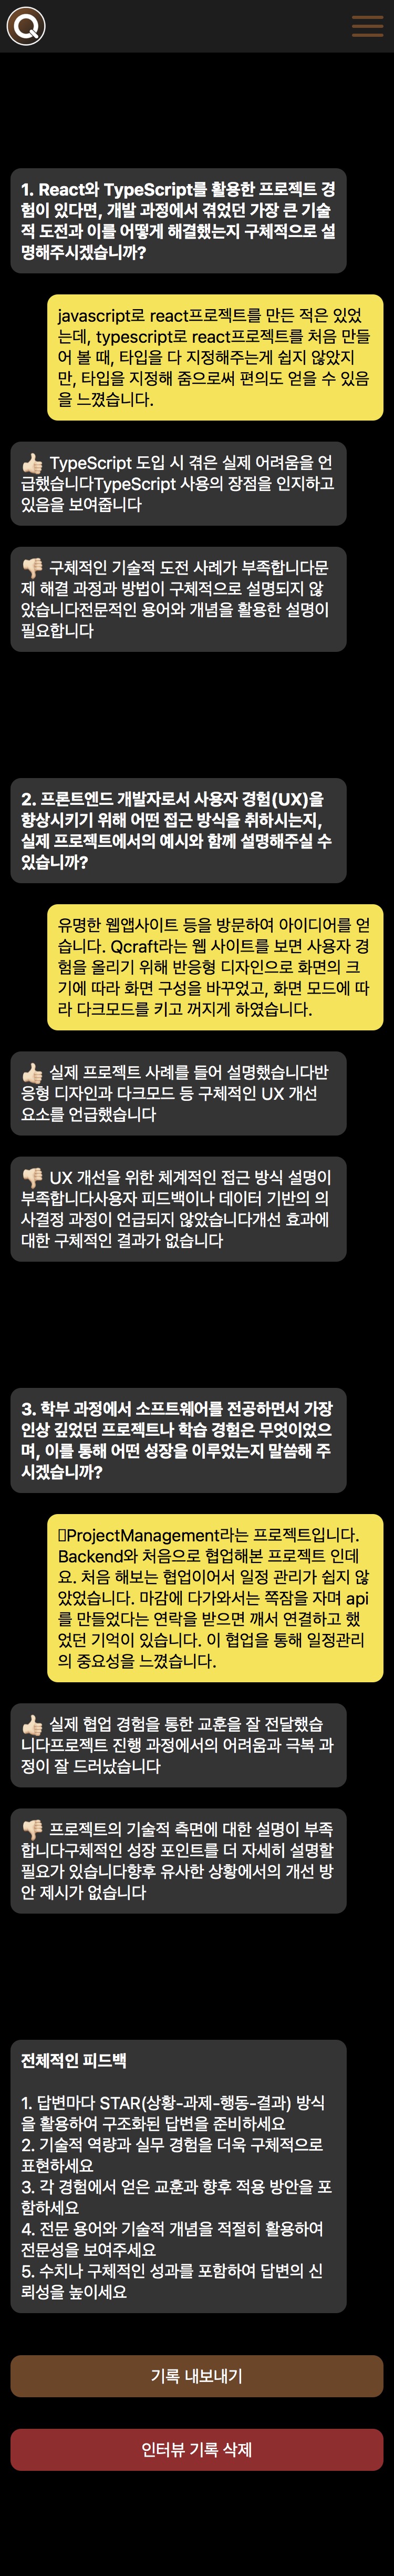 Q
1. React와 TypeScript를 활용한 프로젝트 경
험이 있다면, 개발 과정에서 겪었던 가장 큰 기술
적 도전과 이를 어떻게 해결했는지 구체적으로 설
명해주시겠습니까?
javascript로 react프로젝트를 만든 적은 있었
는데, typescript로 react프로젝트를 처음 만들
어 볼 때, 타입을 다 지정해주는게 쉽지 않았지
만, 타입을 지정해 줌으로써 편의도 얻을 수 있음
을 느꼈습니다.
👍🏻 TypeScript 도입 시 겪은 실제 어려움을 언
급했습니다TypeScript 사용의 장점을 인지하고
있음을 보여줍니다
👎🏻 구체적인 기술적 도전 사례가 부족합니다문
제 해결 과정과 방법이 구체적으로 설명되지 않
았습니다전문적인 용어와 개념을 활용한 설명이
필요합니다
2. 프론트엔드 개발자로서 사용자 경험(UX)을
향상시키기 위해 어떤 접근 방식을 취하시는지,
실제 프로젝트에서의 예시와 함께 설명해주실 수
있습니까?
유명한 웹앱사이트 등을 방문하여 아이디어를 얻
습니다. Qcraft라는 웹 사이트를 보면 사용자 경
험을 올리기 위해 반응형 디자인으로 화면의 크
기에 따라 화면 구성을 바꾸었고, 화면 모드에 따
라 다크모드를 키고 꺼지게 하였습니다.
👍🏻 실제 프로젝트 사례를 들어 설명했습니다반
응형 디자인과 다크모드 등 구체적인 UX 개선
요소를 언급했습니다
👎🏻 UX 개선을 위한 체계적인 접근 방식 설명이
부족합니다사용자 피드백이나 데이터 기반의 의
사결정 과정이 언급되지 않았습니다개선 효과에
대한 구체적인 결과가 없습니다
3. 학부 과정에서 소프트웨어를 전공하면서 가장
인상 깊었던 프로젝트나 학습 경험은 무엇이었으
며, 이를 통해 어떤 성장을 이루었는지 말씀해 주
시겠습니까?
ProjectManagement라는 프로젝트입니다.
Backend와 처음으로 협업해본 프로젝트 인데
요. 처음 해보는 협업이어서 일정 관리가 쉽지 않
았었습니다. 마감에 다가와서는 쪽잠을 자며 api
를 만들었다는 연락을 받으면 깨서 연결하고 했
었던 기억이 있습니다. 이 협업을 통해 일정관리
의 중요성을 느꼈습니다.
👍🏻 실제 협업 경험을 통한 교훈을 잘 전달했습
니다프로젝트 진행 과정에서의 어려움과 극복 과
정이 잘 드러났습니다
👎🏻 프로젝트의 기술적 측면에 대한 설명이 부족
합니다구체적인 성장 포인트를 더 자세히 설명할
필요가 있습니다향후 유사한 상황에서의 개선 방
안 제시가 없습니다
전체적인 피드백
1. 답변마다 STAR(상황-과제-행동-결과) 방식
을 활용하여 구조화된 답변을 준비하세요
2. 기술적 역량과 실무 경험을 더욱 구체적으로
표현하세요
3. 각 경험에서 얻은 교훈과 향후 적용 방안을 포
함하세요
4. 전문 용어와 기술적 개념을 적절히 활용하여
전문성을 보여주세요
5. 수치나 구체적인 성과를 포함하여 답변의 신
뢰성을 높이세요
기록 내보내기
인터뷰 기록 삭제